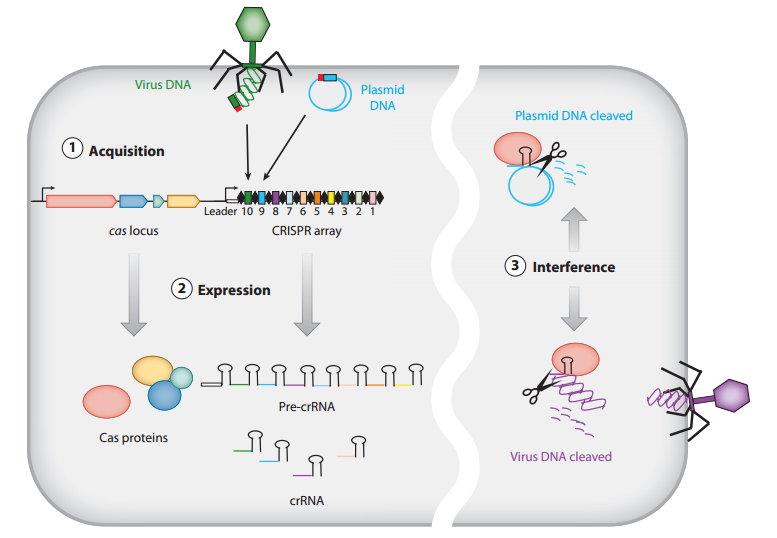 Virus DNA
Plasmid
DNA
1 Acquisition
Leader 10 9 8 7 6 5 4 3 2 1
cas locus
CRISPR array
2 Expression
Pre-crRNA
Cas proteins
crRNA
Plasmid DNA cleaved
3 Interference
Virus DNA cleaved